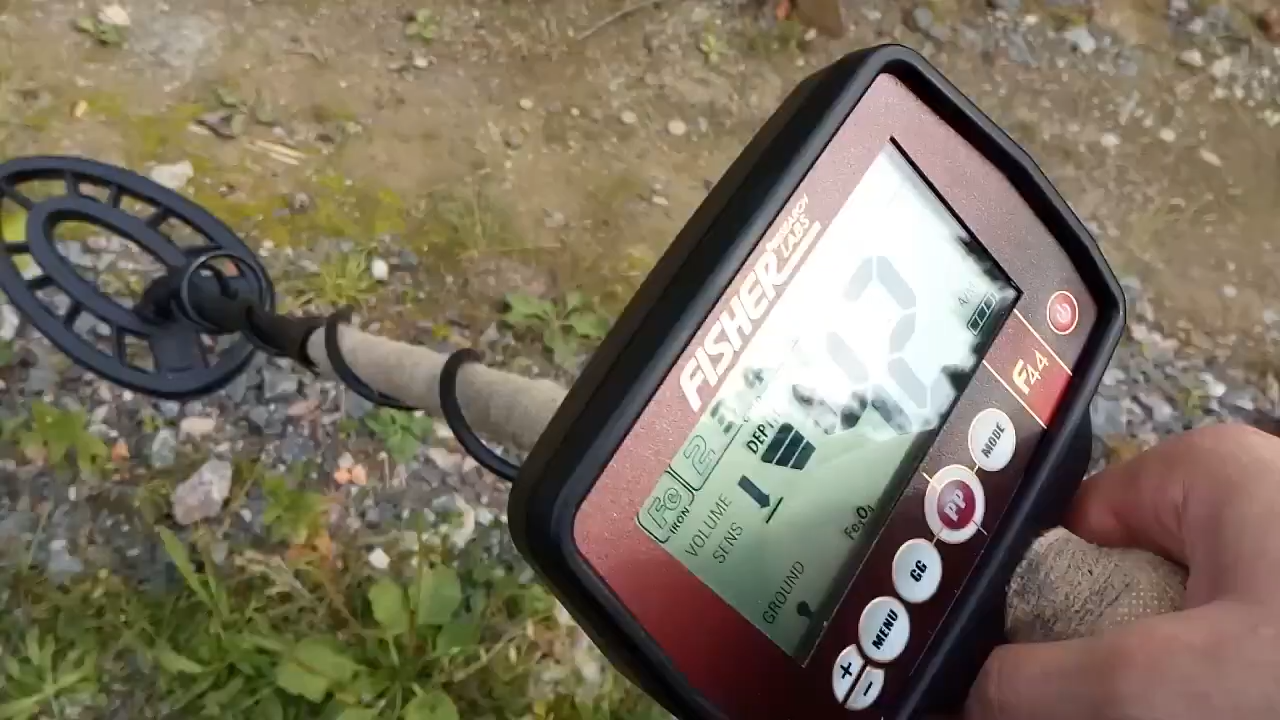 FISHER
RESEARCH
LABS
F44
MODE
PP
GG
MENU
+
-
Fe
2
IRON
DEPTH
VOLUME
SENS
GROUND
Fe3O4